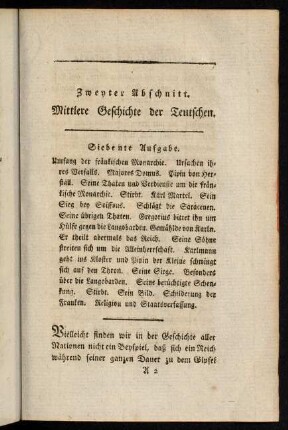 Zweyter Abschnitt.
Mittlere Geschichte der Teutschen.
Siebente Aufgabe.
Umfang der fränkischen Monarchie. Ursachen ih-
res Verfalls. Majores Domus. Pipin von Her-
stall. Seine Thaten und Verdienste um die frän-
kische Monarchie. Stirbt. Karl Martel. Sein
Sieg bey Soissons. Schlägt die Saracenen.
Seine übrigen Thaten. Gregorius bittet ihn um
Hülfe gegen die Langobarden. Gemählde von Karln.
Er theilt abermals das Reich. Seine Söhne
streiten sich um die Alleinherrschaft. Karlmann
geht ins Kloster und Pipin der Kleine schwingt
sich auf den Thron. Seine Siege. Besonders
über die Langobarden. Seine berüchtigte Schen-
kung. Stirbt. Sein Bild. Schilderung der
Franken. Religion und Staatsverfassung.
Vielleicht finden wir in der Geschichte aller
Nationen nicht ein Beyspiel, daß sich ein Reich
während seiner ganzen Dauer zu dem Gipfel
A 2